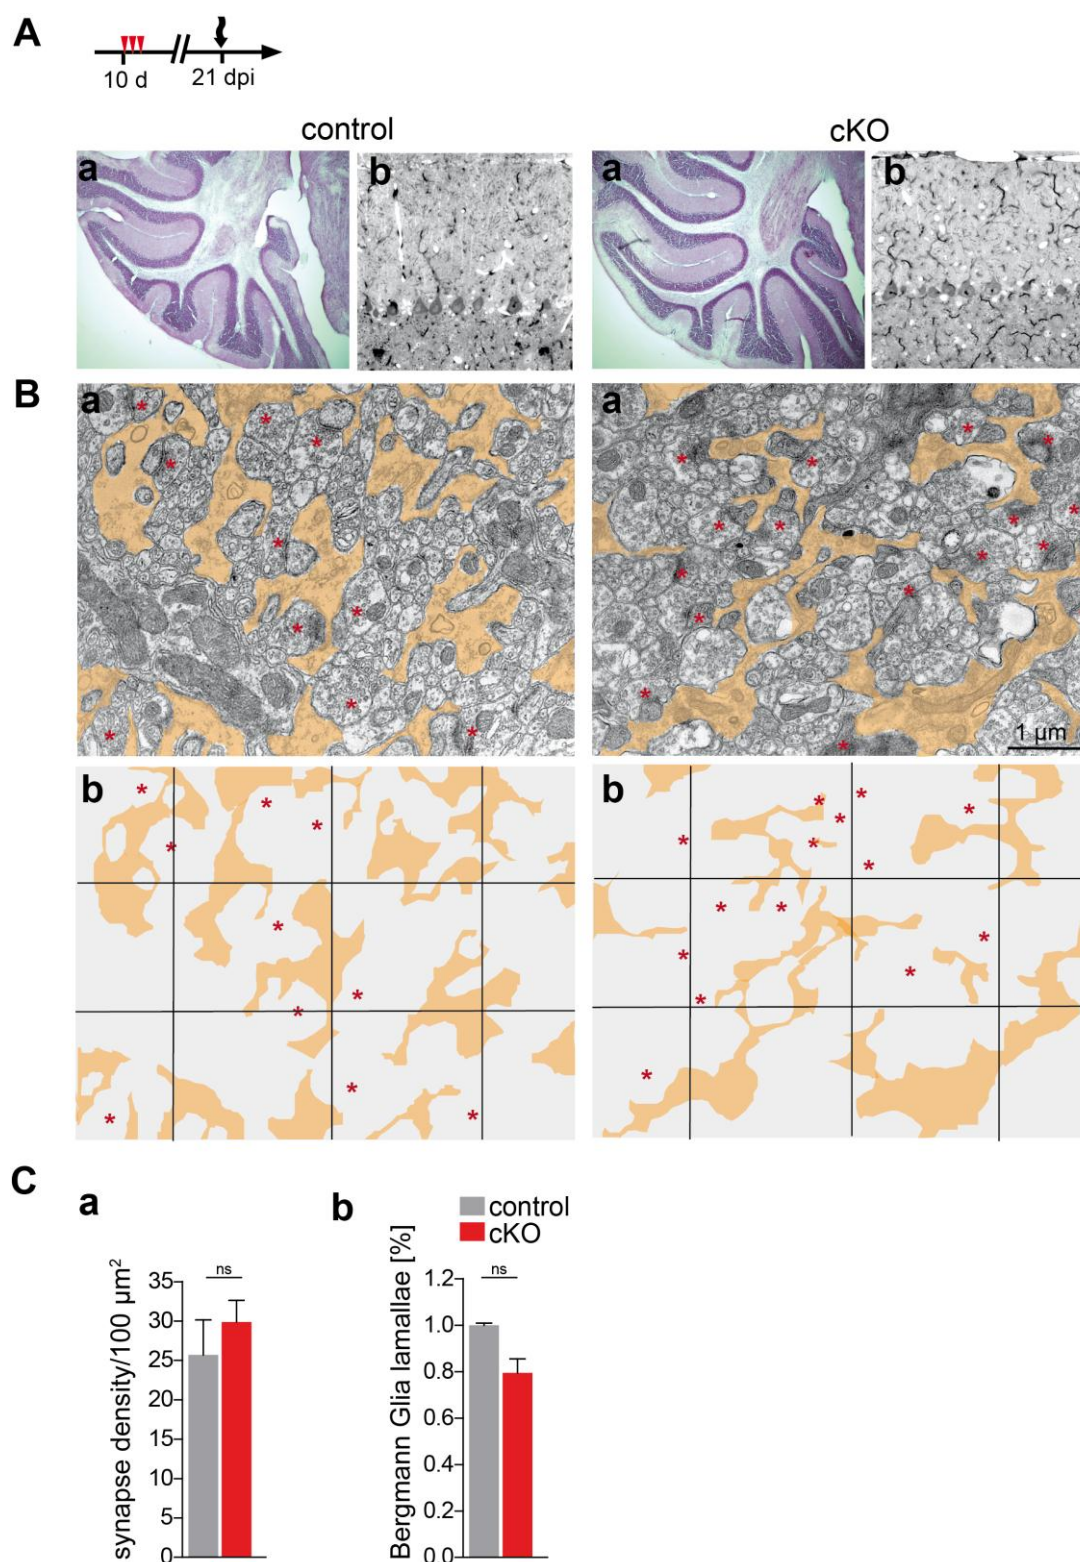 A
10 d
21 dpi
control
cKO
a
b
a
b
B
a
a
* * * * * * * * * *
* * * * * * * * * * * * * *
1 µm
b
b
* * * * * * * * * *
* * * * * * * * * * * * * *
C
a
b
control
cKO
synapse density/100 µm²
ns
35
30
25
20
15
10
5
0
Bergmann Glia lamallae [%]
ns
1.2
1.0
0.8
0.6
0.4
0.2
0.0